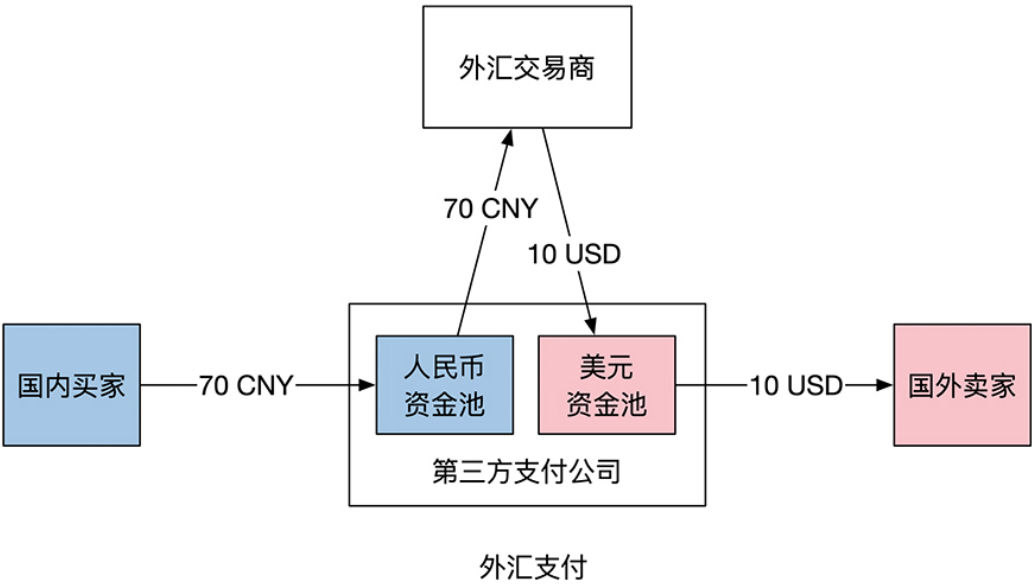 外汇交易商
70 CNY
10 USD
国内买家
70 CNY
人民币
资金池
美元
资金池
10 USD
国外卖家
第三方支付公司
外汇支付